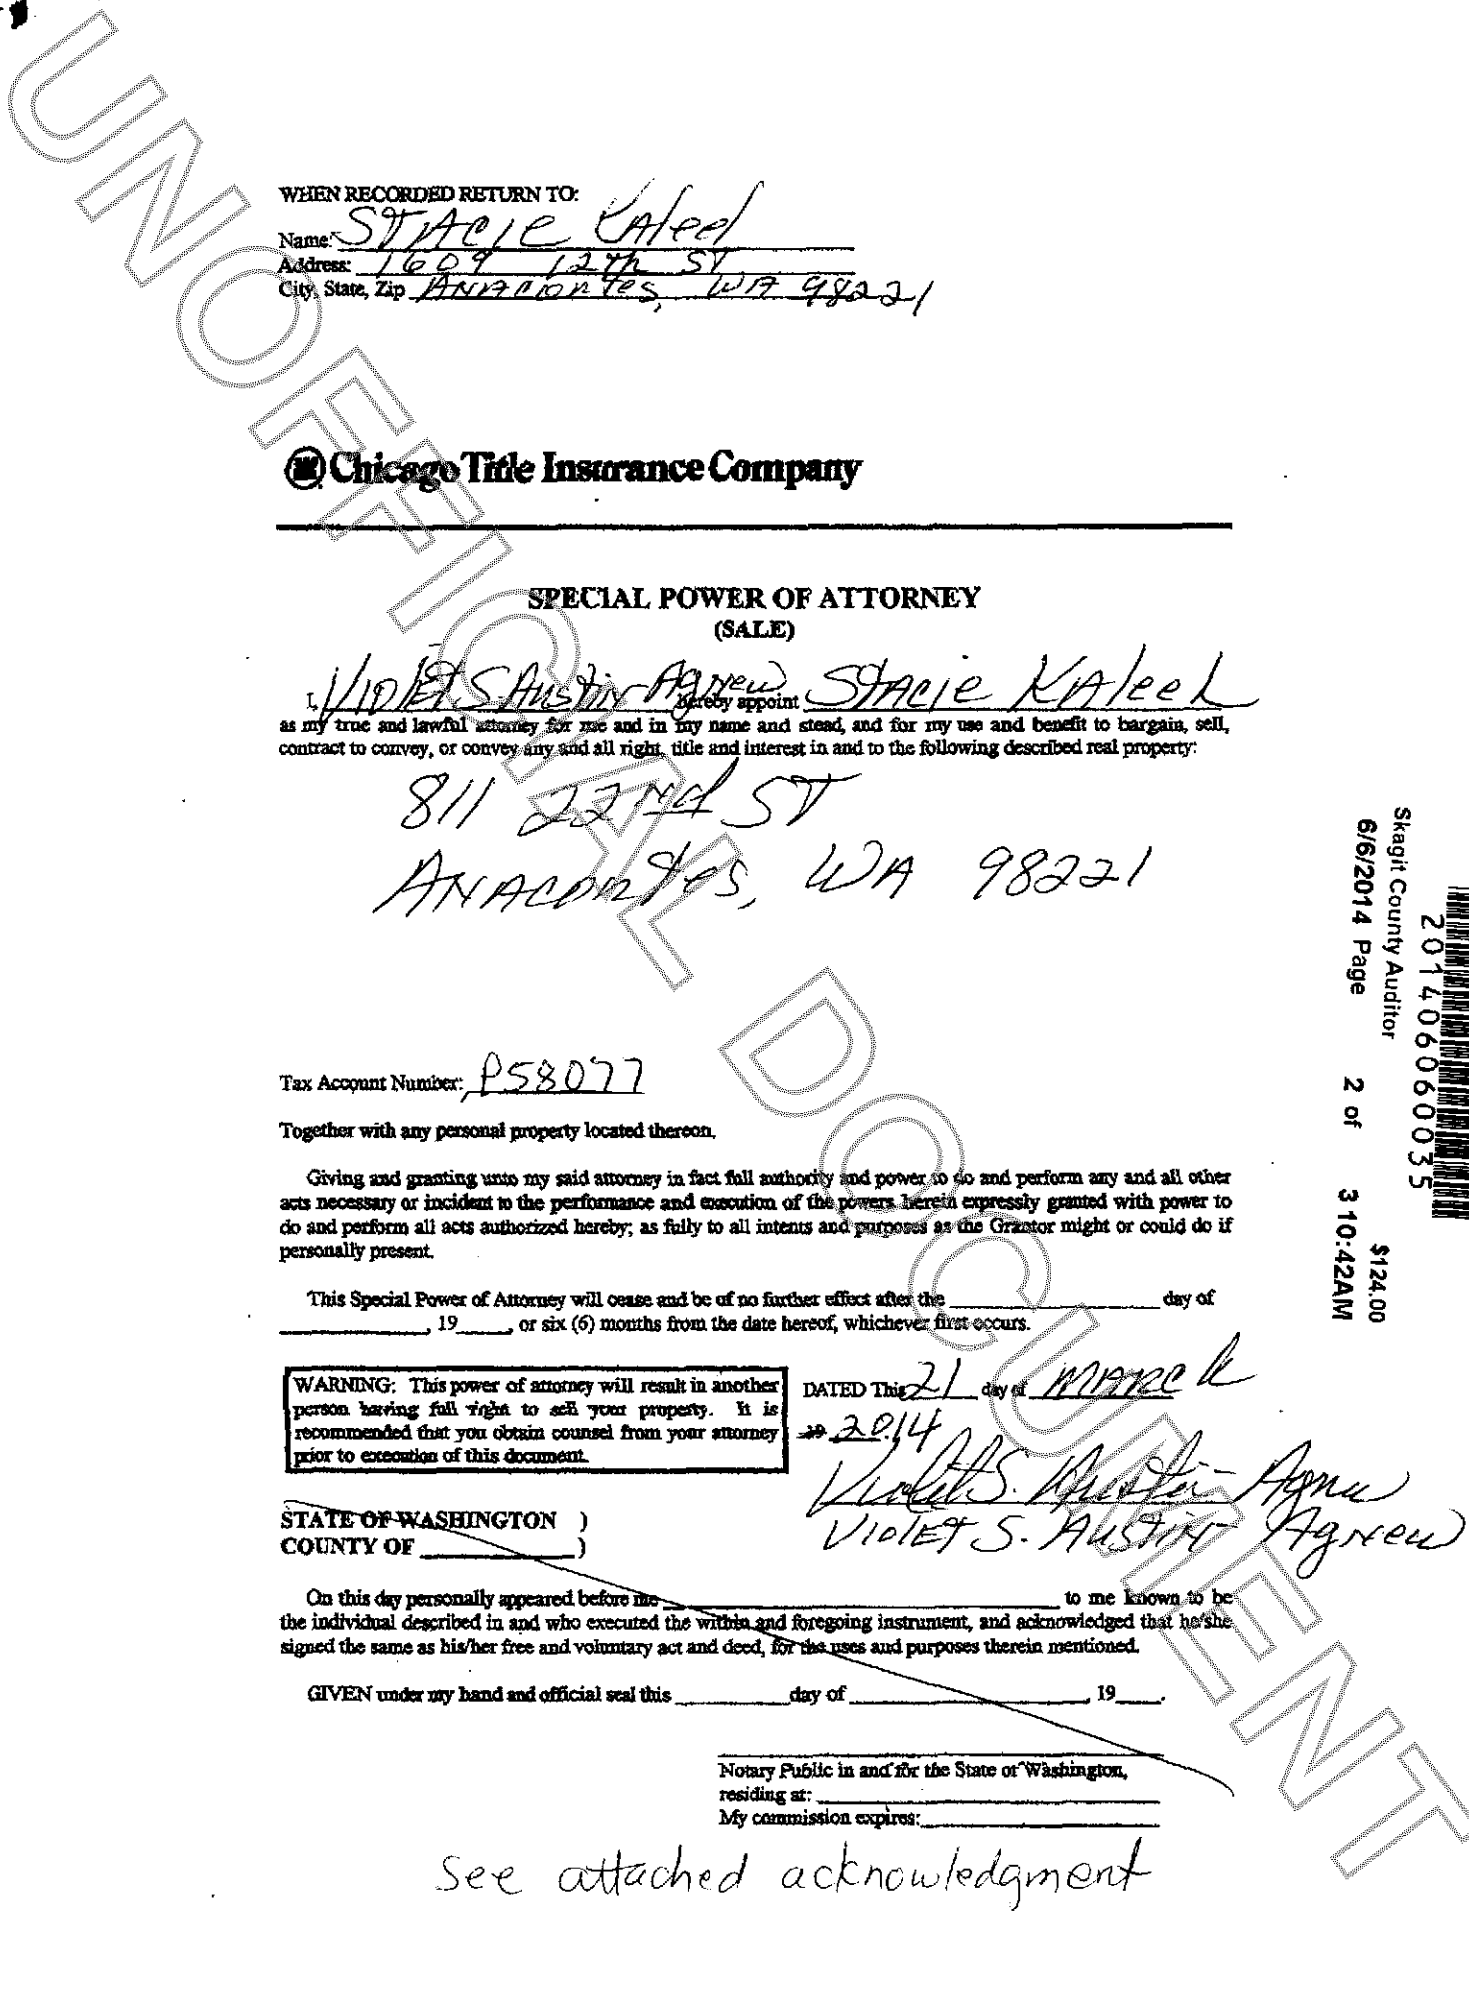 WHEN RECORDED RETURN TO:
Name: STACIE KAleel
Address: 1609 12th ST
City, State, Zip ANACORtes, WA 98221
Chicago Title Insurance Company
SPECIAL POWER OF ATTORNEY
(SALE)
I, VIOlET S. AUSTIN-Agnew hereby appoint STACIE KAleel
as my true and lawful attorney for me and in my name and stead, and for my use and benefit to bargain, sell,
contract to convey, or convey any and all right, title and interest in and to the following described real property:
811 22nd ST
ANACORtes, WA 98221
Tax Account Number: P58077
Together with any personal property located thereon.
Giving and granting unto my said attorney in fact full authority and power to do and perform any and all other
acts necessary or incident to the performance and execution of the powers herein expressly granted with power to
do and perform all acts authorized hereby; as fully to all intents and purposes as the Grantor might or could do if
personally present.
This Special Power of Attorney will cease and be of no further effect after the ____ day of
____, 19____, or six (6) months from the date hereof, whichever first occurs.
WARNING: This power of attorney will result in another
person having full right to sell your property. It is
recommended that you obtain counsel from your attorney
prior to execution of this document.
DATED This 21 day of MARCh
19 2014
Violet S. Austin-Agnew
VIOlET S. AUSTIN-Agnew
STATE OF WASHINGTON )
COUNTY OF ____ )
On this day personally appeared before me ____ to me known to be
the individual described in and who executed the within and foregoing instrument, and acknowledged that he/she
signed the same as his/her free and voluntary act and deed, for the uses and purposes therein mentioned.
GIVEN under my hand and official seal this ____ day of ____, 19____.
Notary Public in and for the State of Washington,
residing at: ____
My commission expires: ____
See attached acknowledgment
201406060035
Skagit County Auditor $124.00
6/6/2014 Page 2 of 3 10:42AM
UNOFFICIAL DOCUMENT